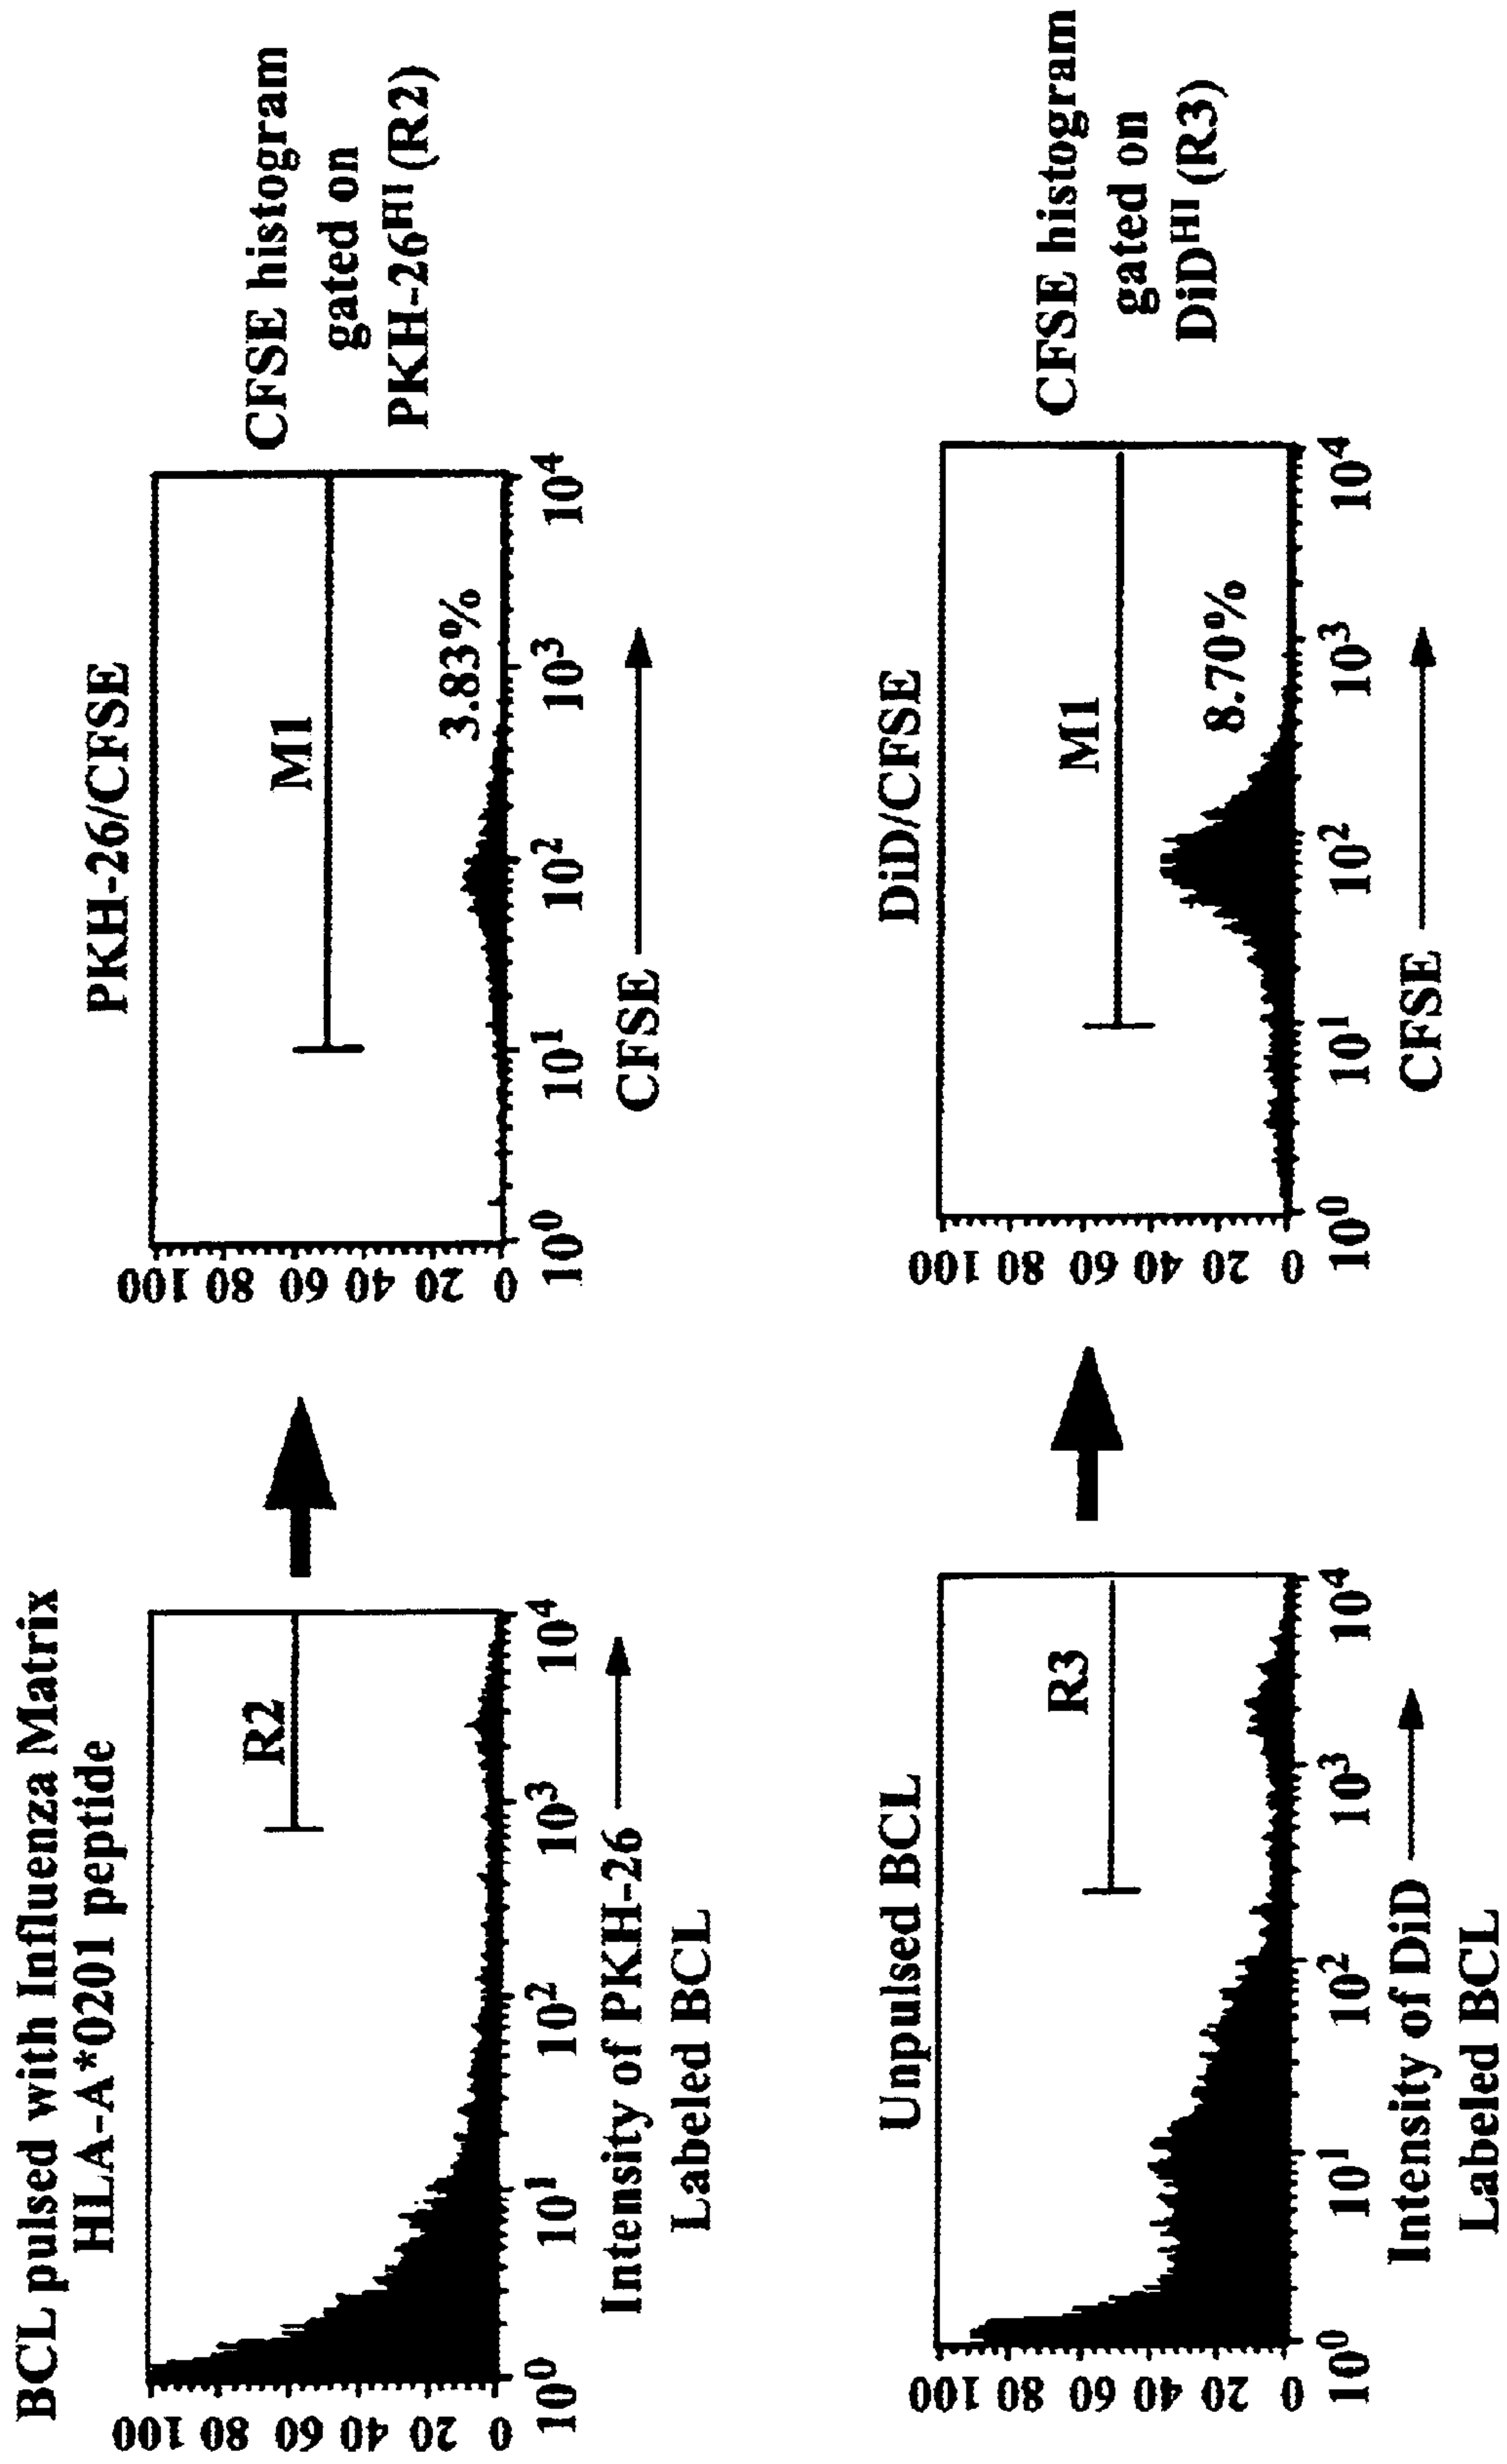 BCL pulsed with Influenza Matrix
HLA-A*0201 peptide
100 80 60 40 20 0
R2
10⁰ 10¹ 10² 10³ 10⁴
Intensity of PKH-26
Labeled BCL
PKH-26/CFSE
100 80 60 40 20 0
M1
3.83%
10⁰ 10¹ 10² 10³ 10⁴
CFSE
CFSE histogram
gated on
PKH-26ᴴᴵ (R2)
Unpulsed BCL
100 80 60 40 20 0
R3
10⁰ 10¹ 10² 10³ 10⁴
Intensity of DiD
Labeled BCL
DiD/CFSE
100 80 60 40 20 0
M1
8.70%
10⁰ 10¹ 10² 10³ 10⁴
CFSE
CFSE histogram
gated on
DiDᴴᴵ (R3)